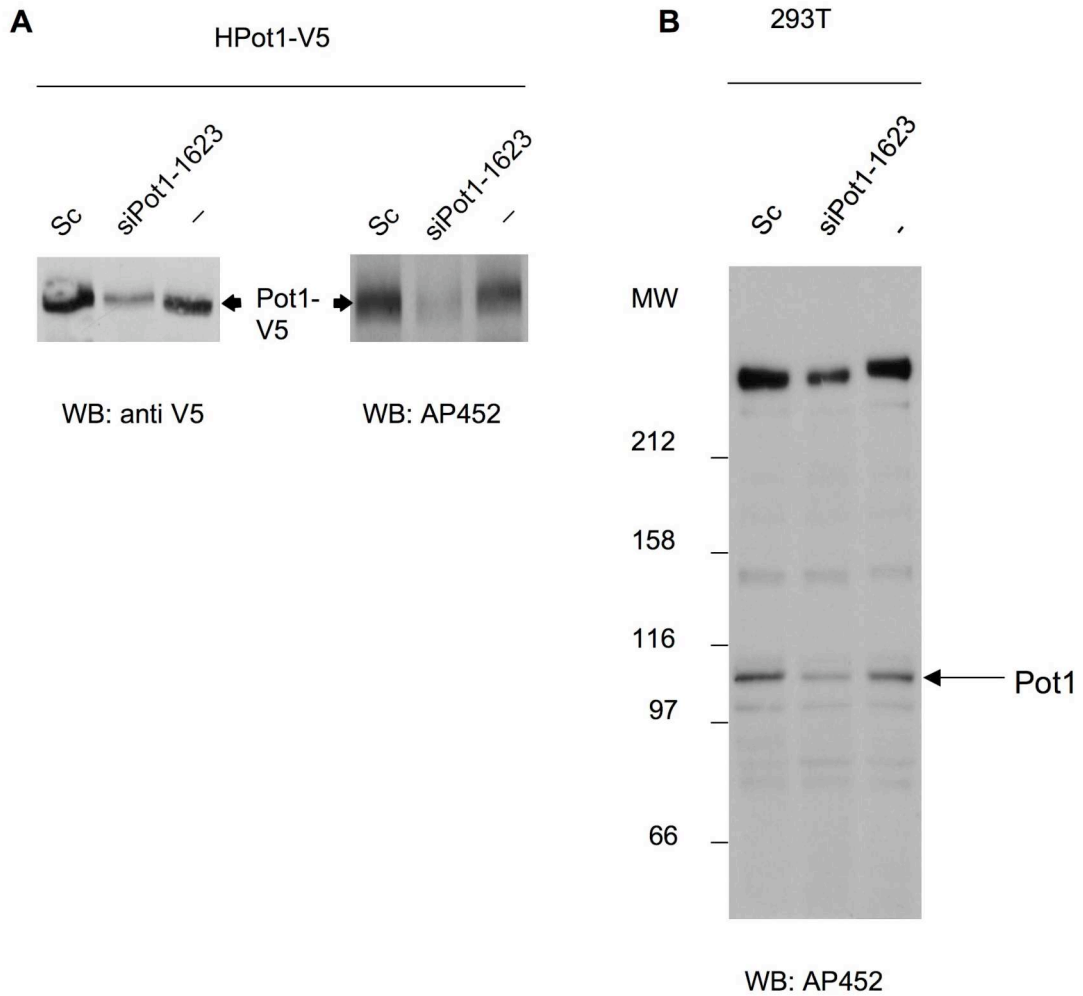 A
HPot1-V5
Sc siPot1-1623 –
Sc siPot1-1623 –
Pot1-
V5
WB: anti V5
WB: AP452
B
293T
Sc siPot1-1623 -
MW
212
158
116
97
66
Pot1
WB: AP452